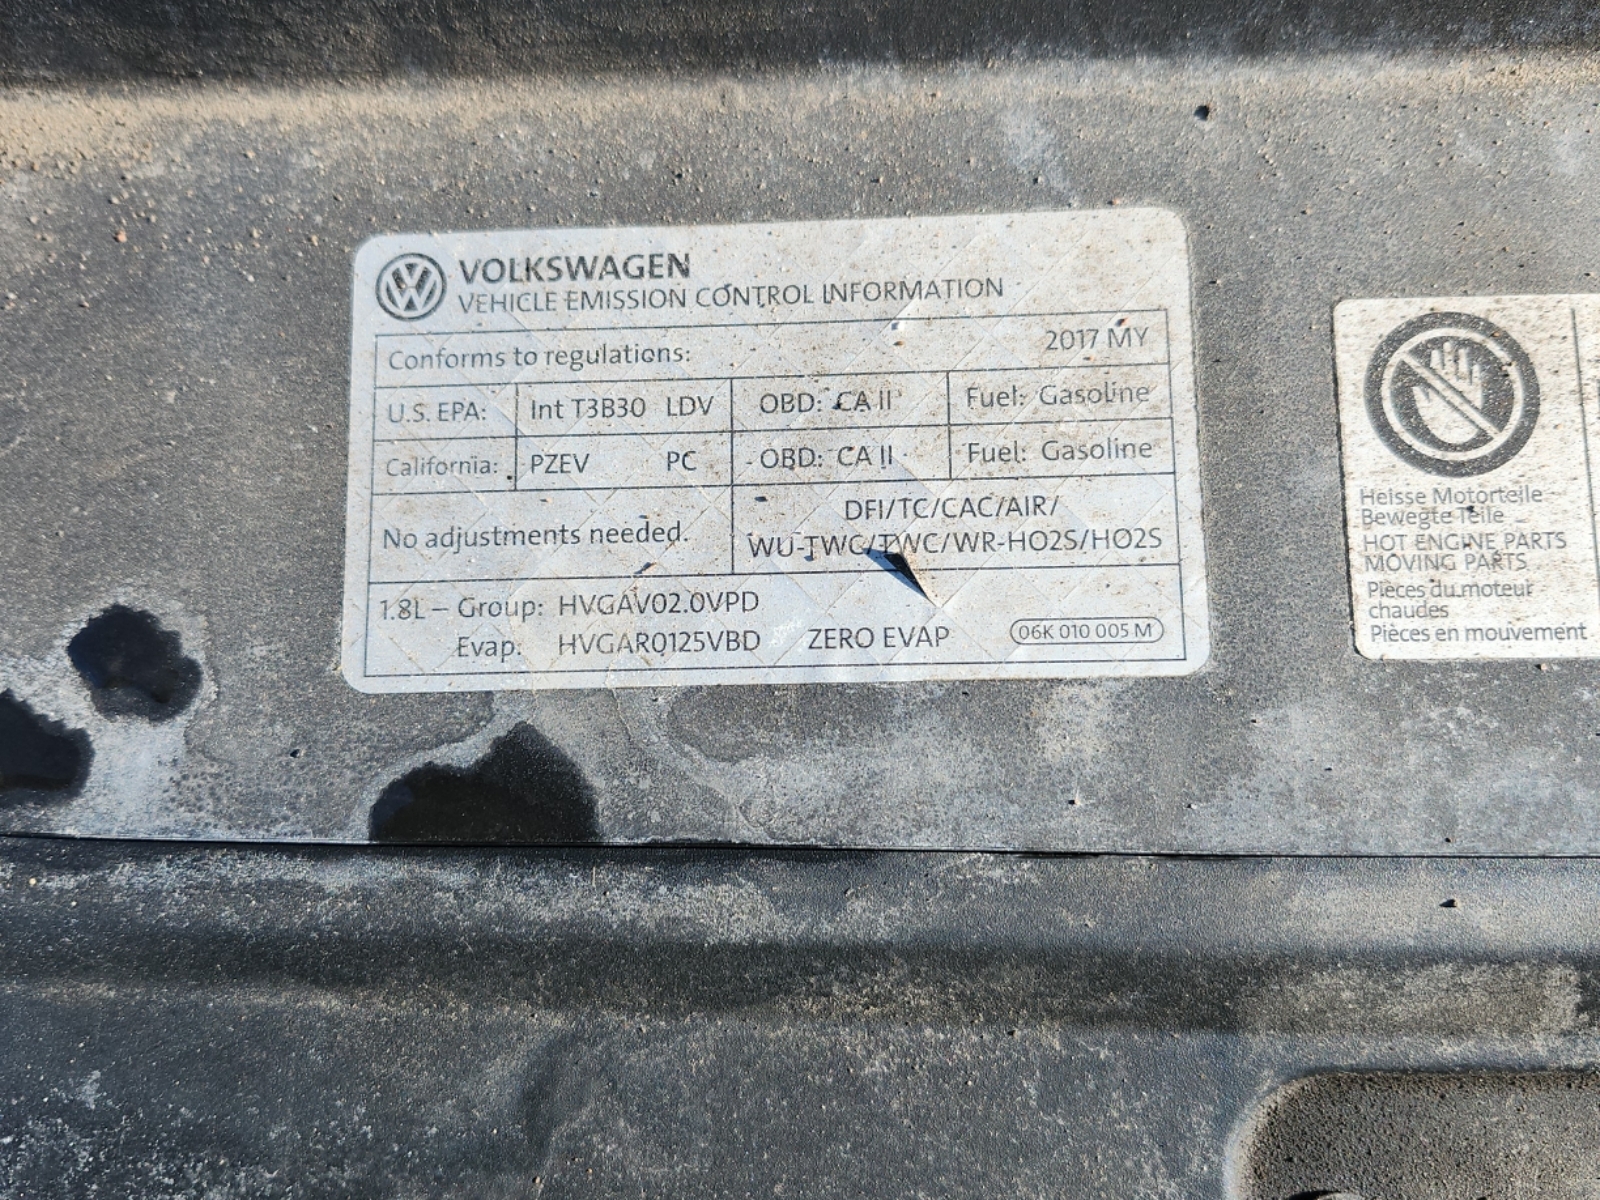 VOLKSWAGEN
VEHICLE EMISSION CONTROL INFORMATION
Conforms to regulations: 2017 MY
U.S. EPA: Int T3B30 LDV OBD: CA II Fuel: Gasoline
California: PZEV PC OBD: CA II Fuel: Gasoline
No adjustments needed.
DFI/TC/CAC/AIR/
WU-TWC/TWC/WR-HO2S/HO2S
1.8L – Group: HVGAV02.0VPD
Evap: HVGAR0125VBD ZERO EVAP 06K 010 005 M
Heisse Motorteile
Bewegte Teile
HOT ENGINE PARTS
MOVING PARTS
Pieces du moteur
chaudes
Pièces en mouvement